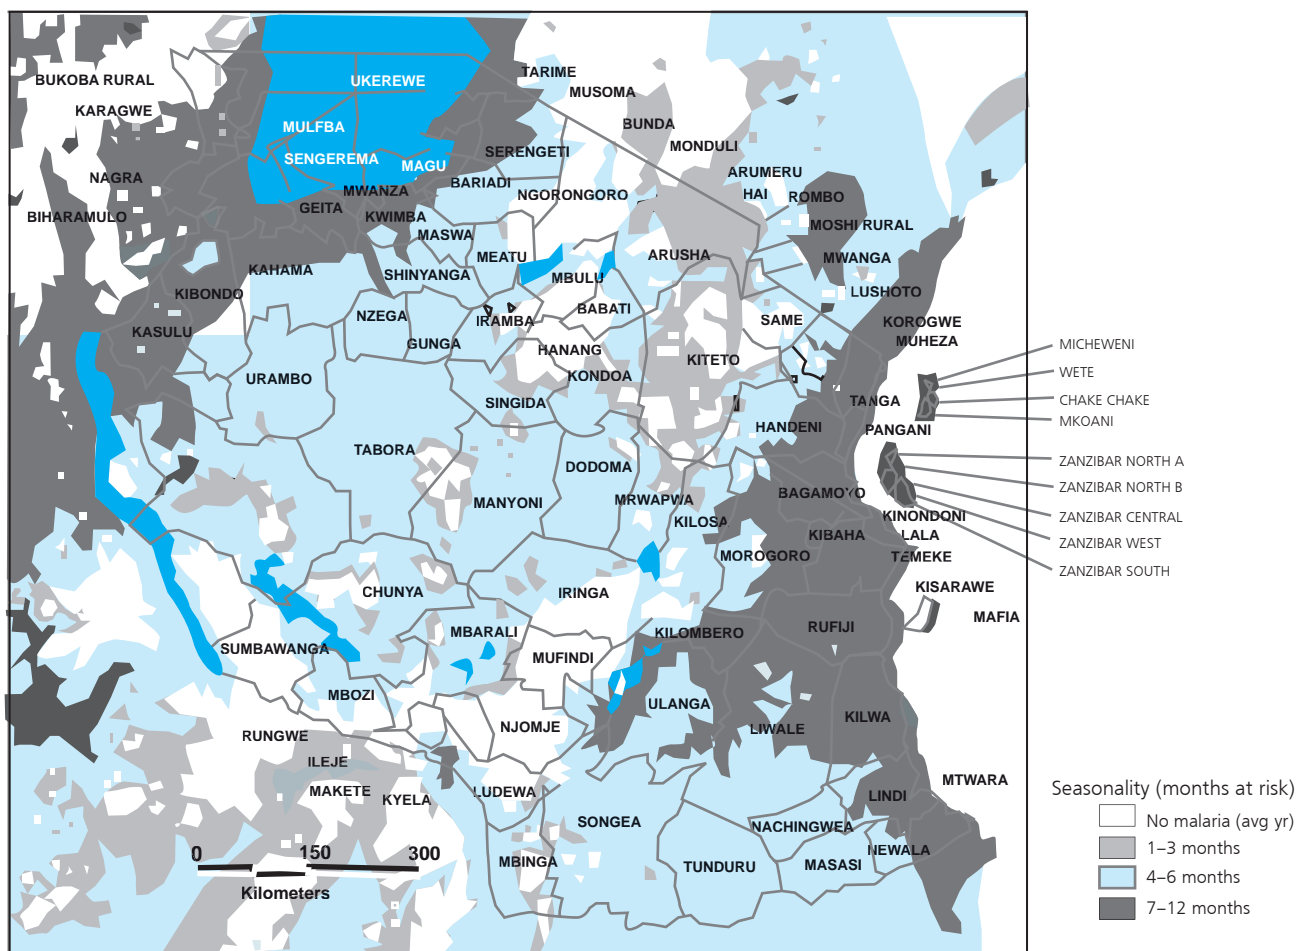 BUKOBA RURAL
KARAGWE
UKEREWE
TARIME
MUSOMA
BUNDA
MONDULI
MULFBA
SENGEREMA
MAGU
SERENGETI
BARIADI
NGORONGORO
ARUMERU
HAI
ROMBO
MOSHI RURAL
NAGRA
BIHARAMULO
MWANZA
GEITA
KWIMBA
MASWA
MEATU
ARUSHA
MWANGA
KAHAMA
SHINYANGA
MBULU
LUSHOTO
KIBONDO
KASULU
NZEGA
IRAMBA
BABATI
SAME
KOROGWE
MUHEZA
GUNGA
HANANG
KITETO
URAMBO
KONDOA
SINGIDA
TANGA
PANGANI
HANDENI
MICHEWENI
WETE
CHAKE CHAKE
MKOANI
TABORA
DODOMA
MANYONI
MRWAPWA
KILOSA
BAGAMOYO
ZANZIBAR NORTH A
ZANZIBAR NORTH B
ZANZIBAR CENTRAL
ZANZIBAR WEST
ZANZIBAR SOUTH
KINONDONI
LALA
KIBAHA
TEMEKE
MOROGORO
KISARAWE
MAFIA
CHUNYA
IRINGA
MBARALI
KILOMBERO
RUFIJI
SUMBAWANGA
MUFINDI
MBOZI
ULANGA
NJOMJE
LIWALE
KILWA
RUNGWE
ILEJE
MAKETE
KYELA
LUDEWA
MTWARA
LINDI
SONGEA
NACHINGWEA
NEWALA
MBINGA
TUNDURU
MASASI
0 150 300
Kilometers
Seasonality (months at risk)
No malaria (avg yr)
1–3 months
4–6 months
7–12 months